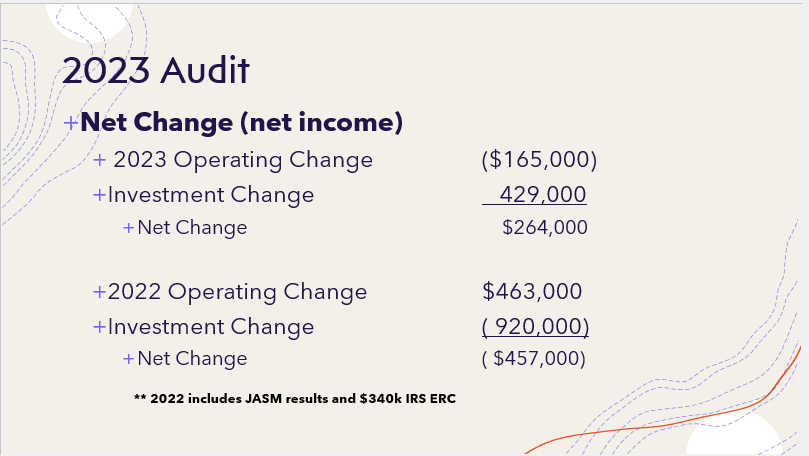 2023 Audit
+Net Change (net income)
+ 2023 Operating Change ($165,000)
+Investment Change 429,000
+Net Change $264,000
+2022 Operating Change $463,000
+Investment Change ( 920,000)
+Net Change ( $457,000)
** 2022 includes JASM results and $340k IRS ERC